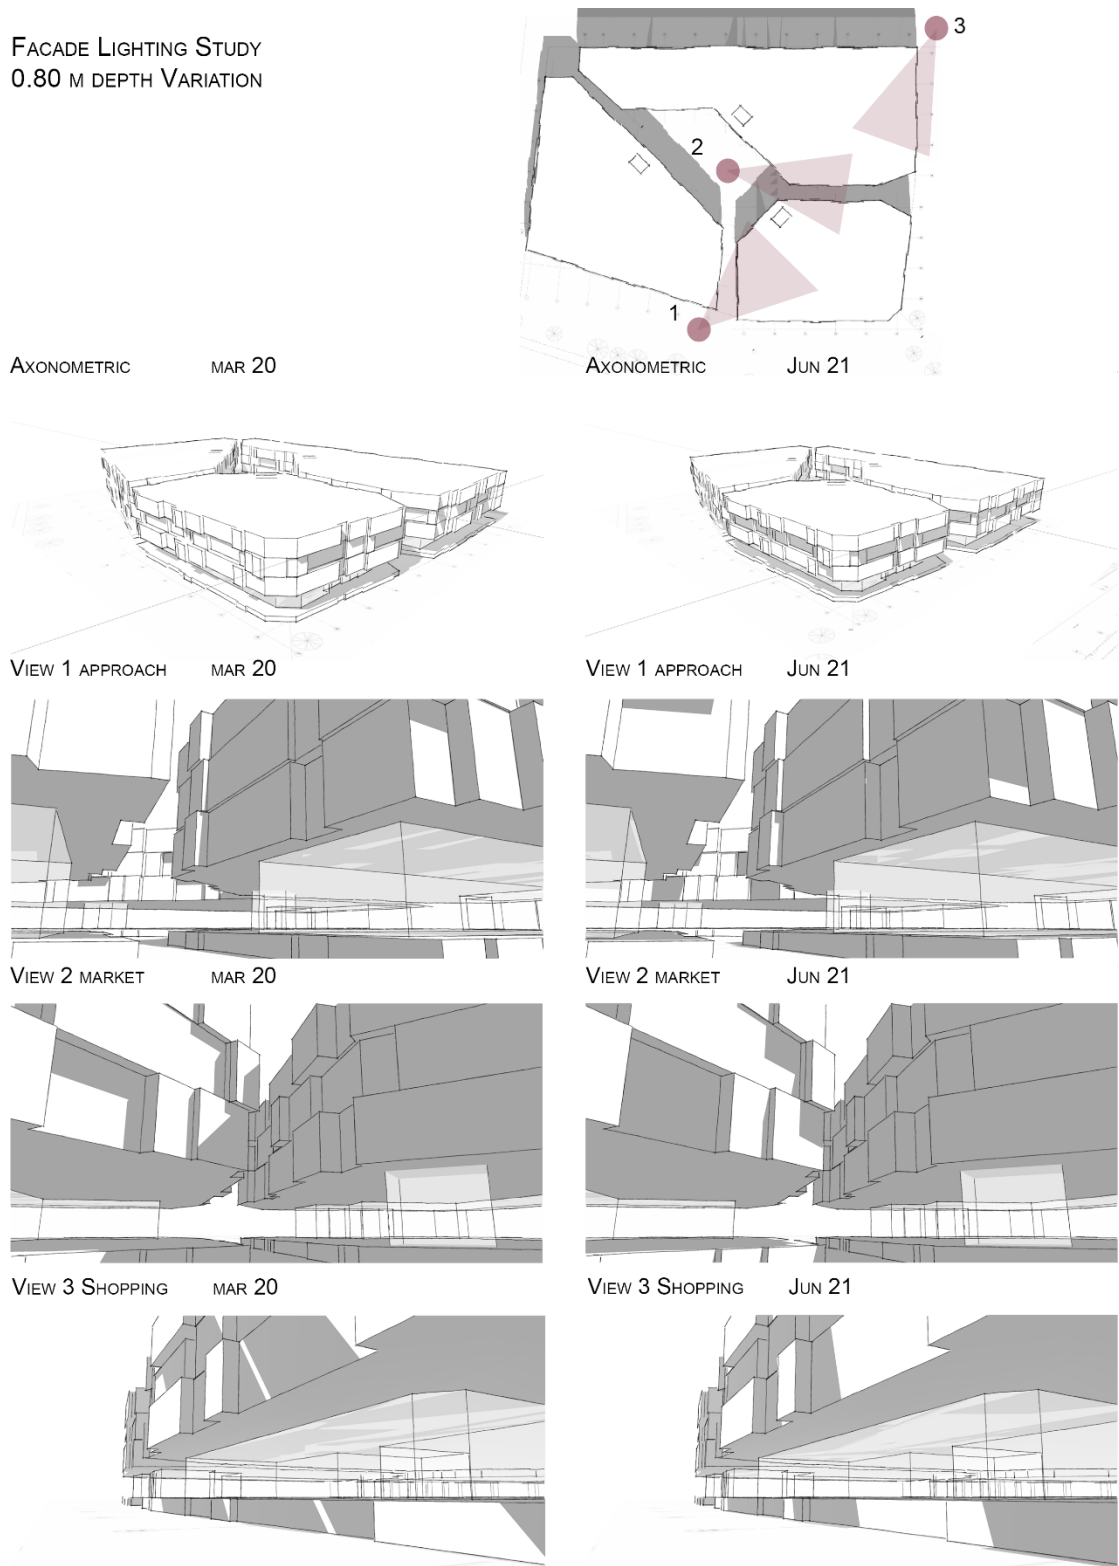 Facade Lighting Study
0.80 m depth Variation
3
2
1
Axonometric mar 20
Axonometric Jun 21
View 1 approach mar 20
View 1 approach Jun 21
View 2 market mar 20
View 2 market Jun 21
View 3 Shopping mar 20
View 3 Shopping Jun 21